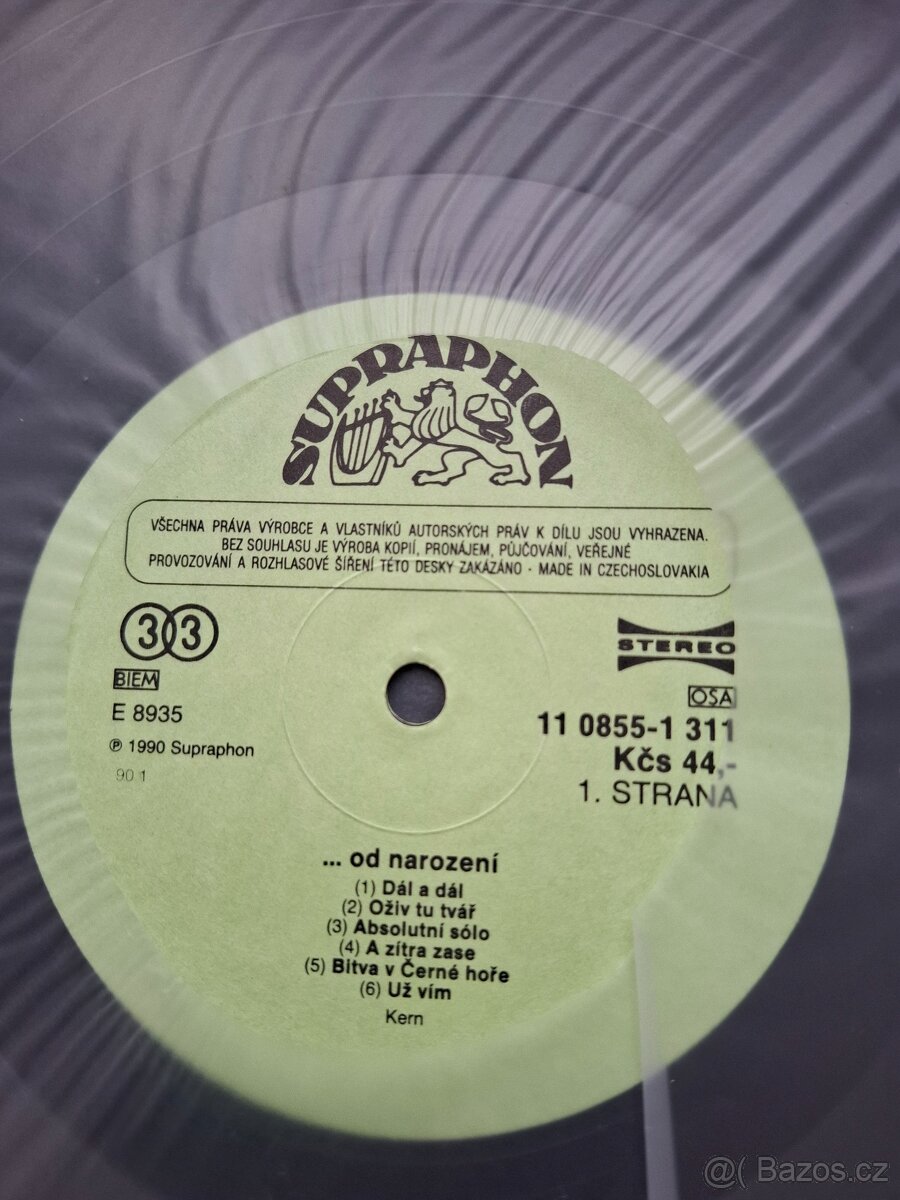 SUPRAPHON
VŠECHNA PRÁVA VÝROBCE A VLASTNÍKŮ AUTORSKÝCH PRÁV K DÍLU JSOU VYHRAZENA.
BEZ SOUHLASU JE VÝROBA KOPIÍ, PRONÁJEM, PŮJČOVÁNÍ, VEŘEJNÉ
PROVOZOVÁNÍ A ROZHLASOVÉ ŠÍŘENÍ TÉTO DESKY ZAKÁZÁNO · MADE IN CZECHOSLOVAKIA
33
BIEM
E 8935
℗ 1990 Supraphon
90 1
STEREO
OSA
11 0855-1 311
Kčs 44,-
1. STRANA
... od narození
(1) Dál a dál
(2) Oživ tu tvář
(3) Absolutní sólo
(4) A zítra zase
(5) Bitva v Černé hoře
(6) Už vím
Kern
@( Bazos.cz